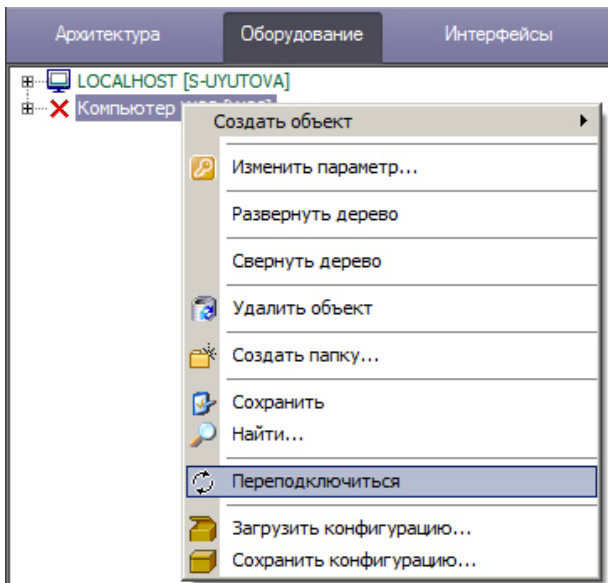 Архитектура Оборудование Интерфейсы
LOCALHOST [S-UYUTOVA]
Компьютер
Создать объект
Изменить параметр...
Развернуть дерево
Свернуть дерево
Удалить объект
Создать папку...
Сохранить
Найти...
Переподключиться
Загрузить конфигурацию...
Сохранить конфигурацию...